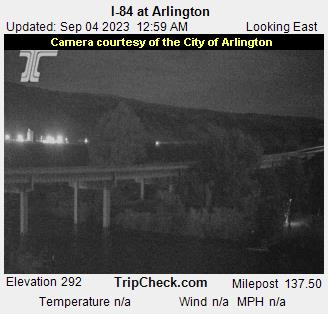 I-84 at Arlington
Updated: Sep 04 2023 12:59 AM Looking East
Camera courtesy of the City of Arlington
Elevation 292 TripCheck.com Milepost 137.50
Temperature n/a Wind n/a MPH n/a